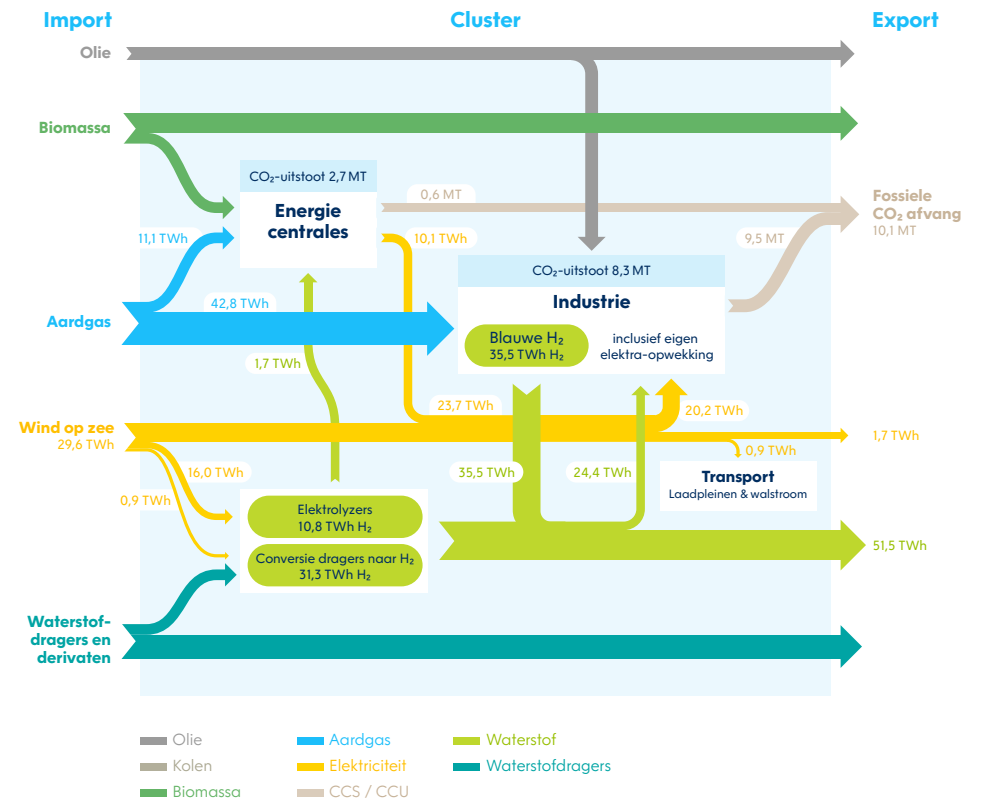 Import
Cluster
Export
Olie
Biomassa
CO₂-uitstoot 2,7 MT
Energie
centrales
0,6 MT
Fossiele
CO₂ afvang
10,1 MT
11,1 TWh
10,1 TWh
9,5 MT
CO₂-uitstoot 8,3 MT
Industrie
42,8 TWh
Aardgas
Blauwe H₂
35,5 TWh H₂
inclusief eigen
elektra-opwekking
1,7 TWh
23,7 TWh
20,2 TWh
Wind op zee
29,6 TWh
1,7 TWh
0,9 TWh
16,0 TWh
35,5 TWh
24,4 TWh
Transport
Laadpleinen & walstroom
0,9 TWh
Elektrolyzers
10,8 TWh H₂
Conversie dragers naar H₂
31,3 TWh H₂
51,5 TWh
Waterstof-
dragers en
derivaten
Olie
Aardgas
Waterstof
Kolen
Elektriciteit
Waterstofdragers
Biomassa
CCS / CCU